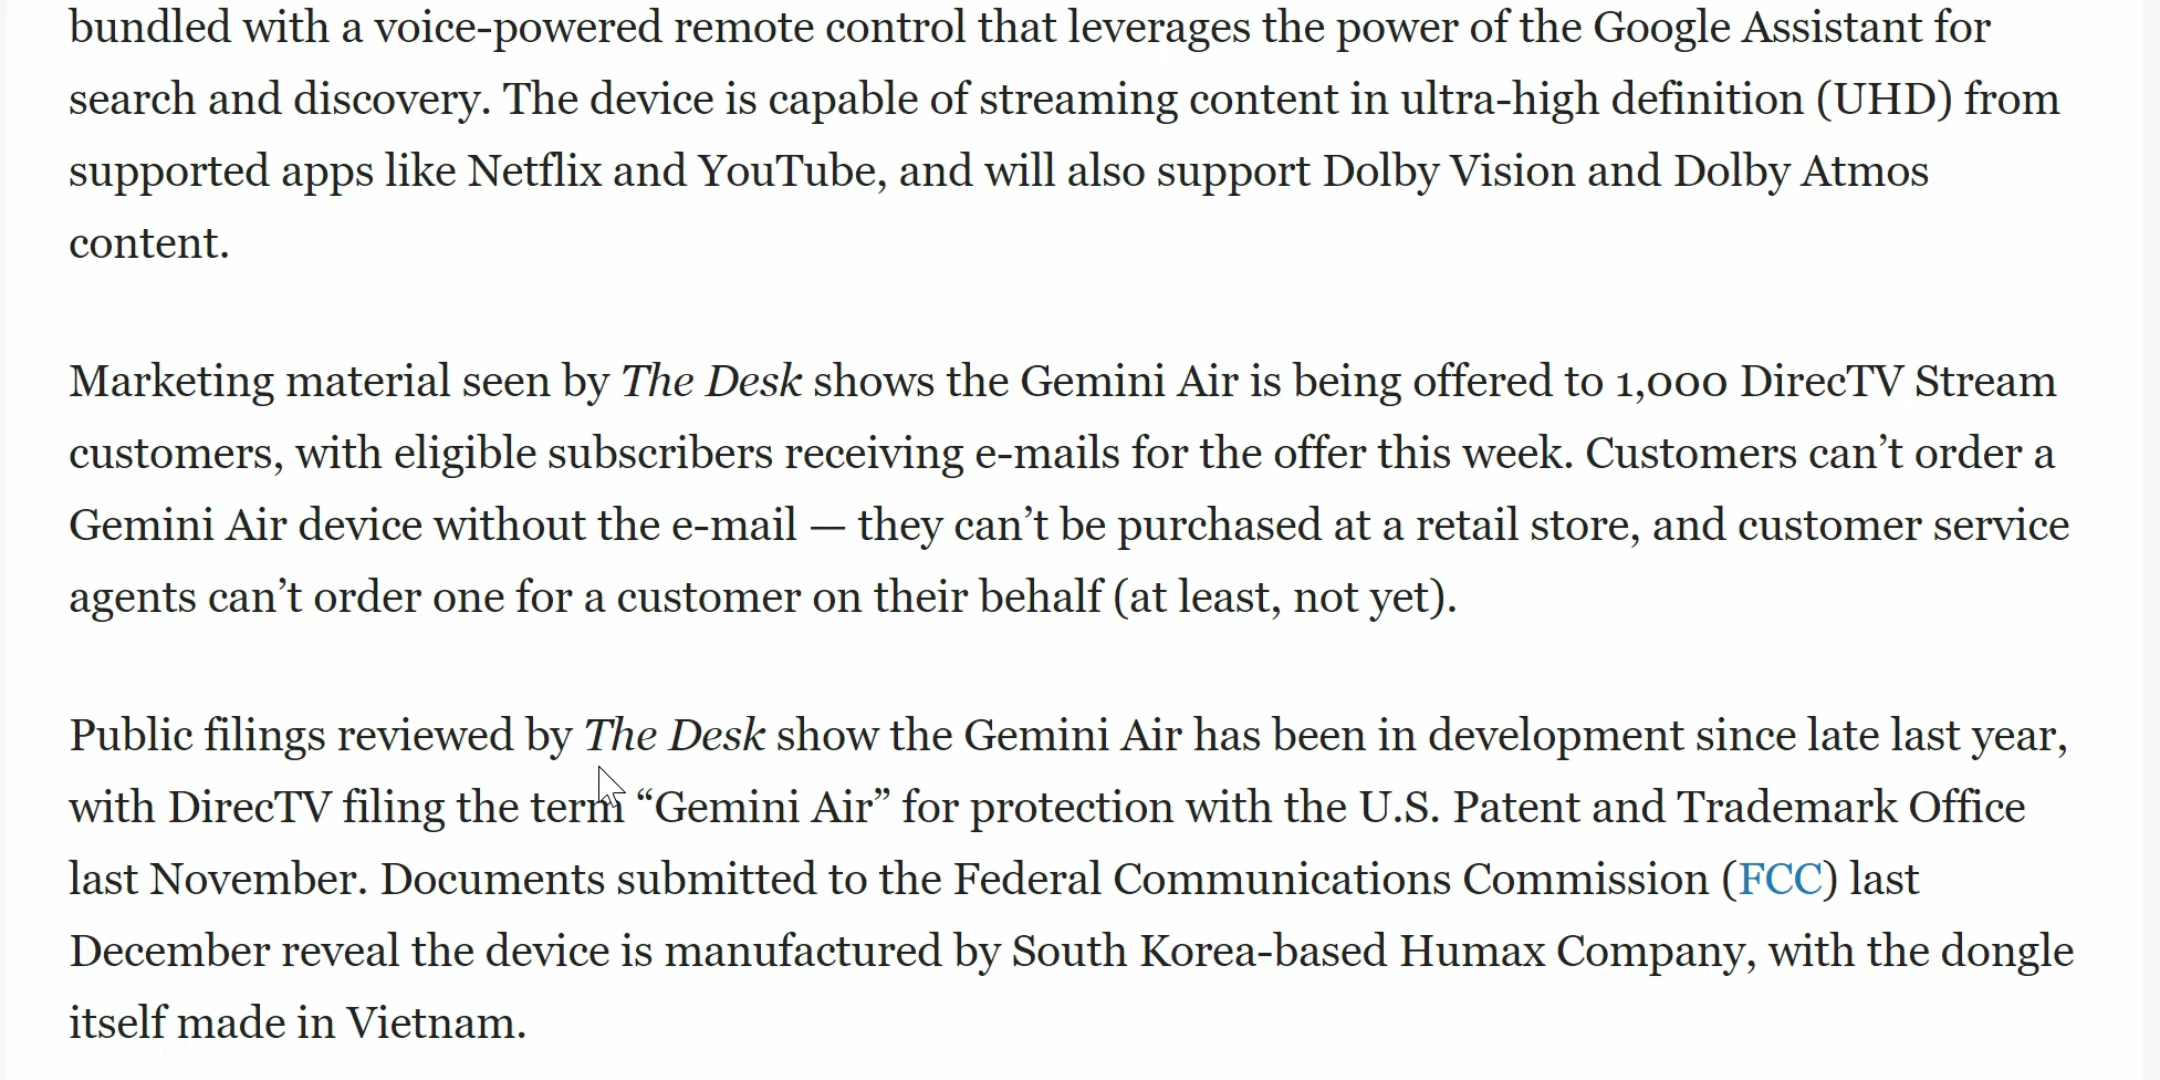 bundled with a voice-powered remote control that leverages the power of the Google Assistant for
search and discovery. The device is capable of streaming content in ultra-high definition (UHD) from
supported apps like Netflix and YouTube, and will also support Dolby Vision and Dolby Atmos
content.
Marketing material seen by The Desk shows the Gemini Air is being offered to 1,000 DirecTV Stream
customers, with eligible subscribers receiving e-mails for the offer this week. Customers can’t order a
Gemini Air device without the e-mail — they can’t be purchased at a retail store, and customer service
agents can’t order one for a customer on their behalf (at least, not yet).
Public filings reviewed by The Desk show the Gemini Air has been in development since late last year,
with DirecTV filing the term “Gemini Air” for protection with the U.S. Patent and Trademark Office
last November. Documents submitted to the Federal Communications Commission (FCC) last
December reveal the device is manufactured by South Korea-based Humax Company, with the dongle
itself made in Vietnam.